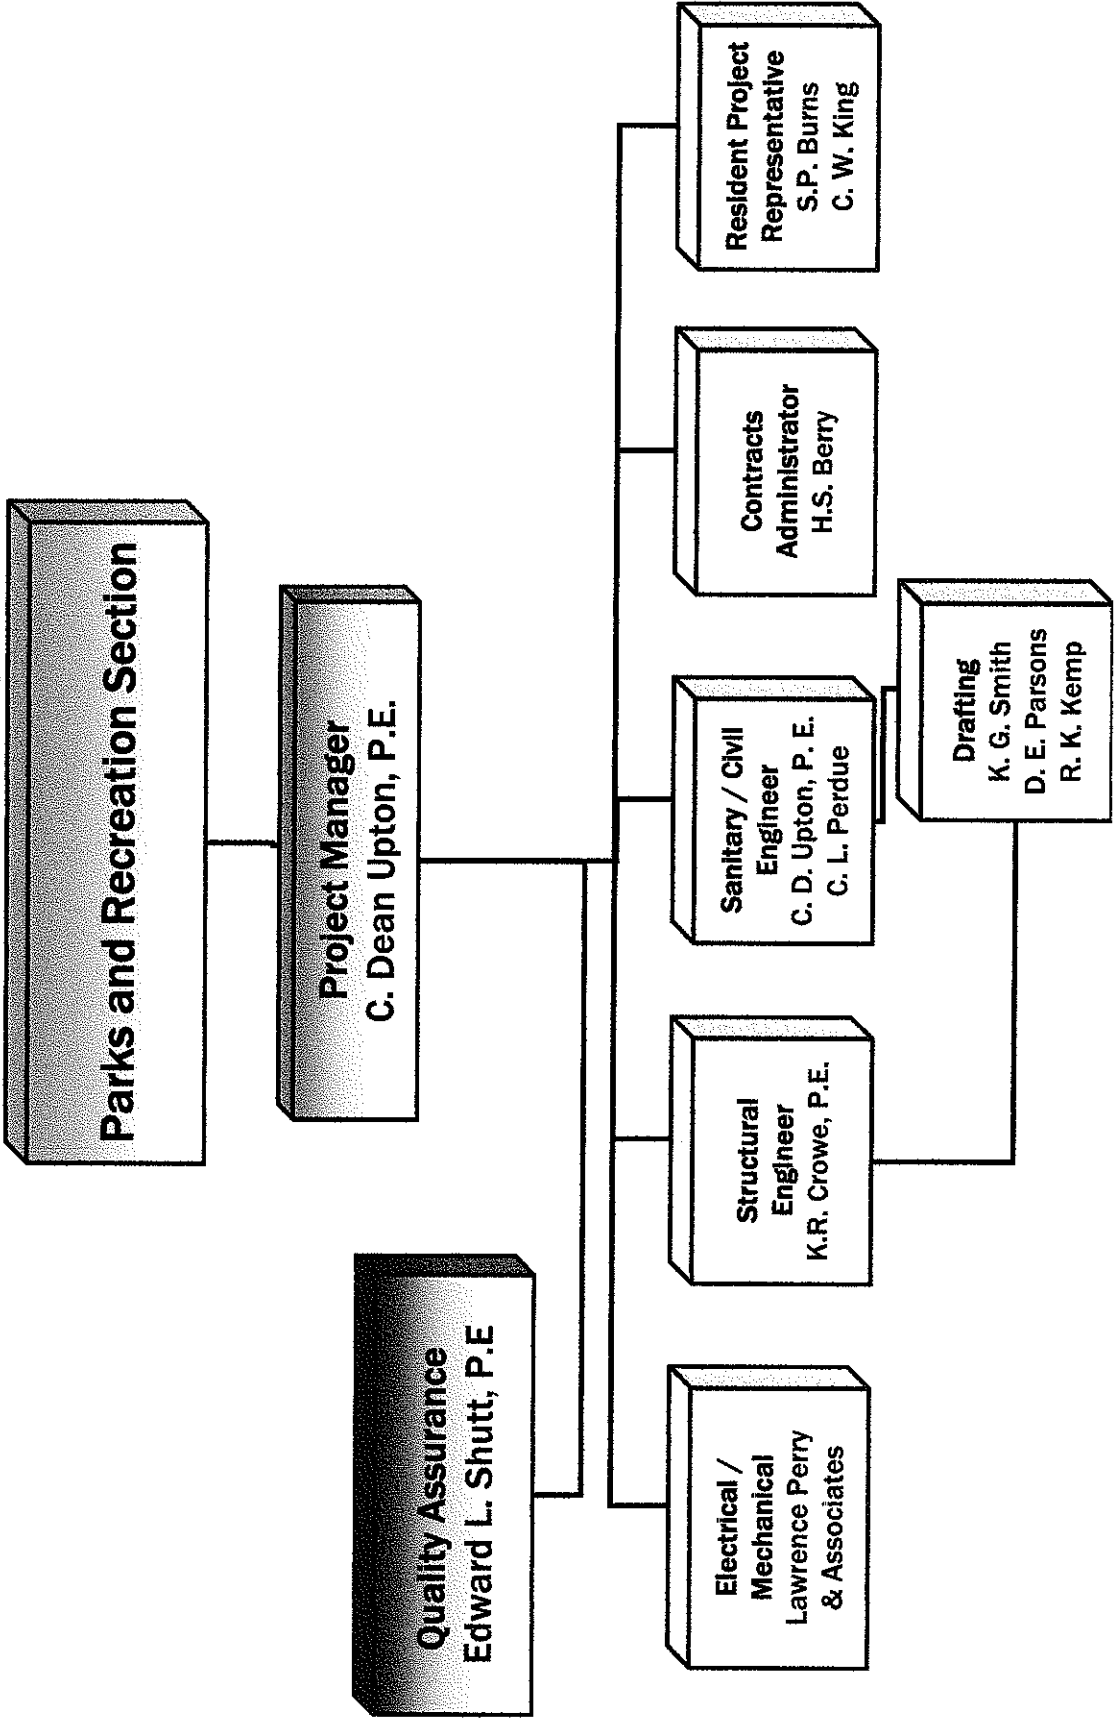 Parks and Recreation Section
Project Manager
C. Dean Upton, P.E.
Quality Assurance
Edward L. Shutt, P.E
Electrical /
Mechanical
Lawrence Perry
& Associates
Structural
Engineer
K.R. Crowe, P.E.
Sanitary / Civil
Engineer
C. D. Upton, P. E.
C. L. Perdue
Contracts
Administrator
H.S. Berry
Resident Project
Representative
S.P. Burns
C. W. King
Drafting
K. G. Smith
D. E. Parsons
R. K. Kemp